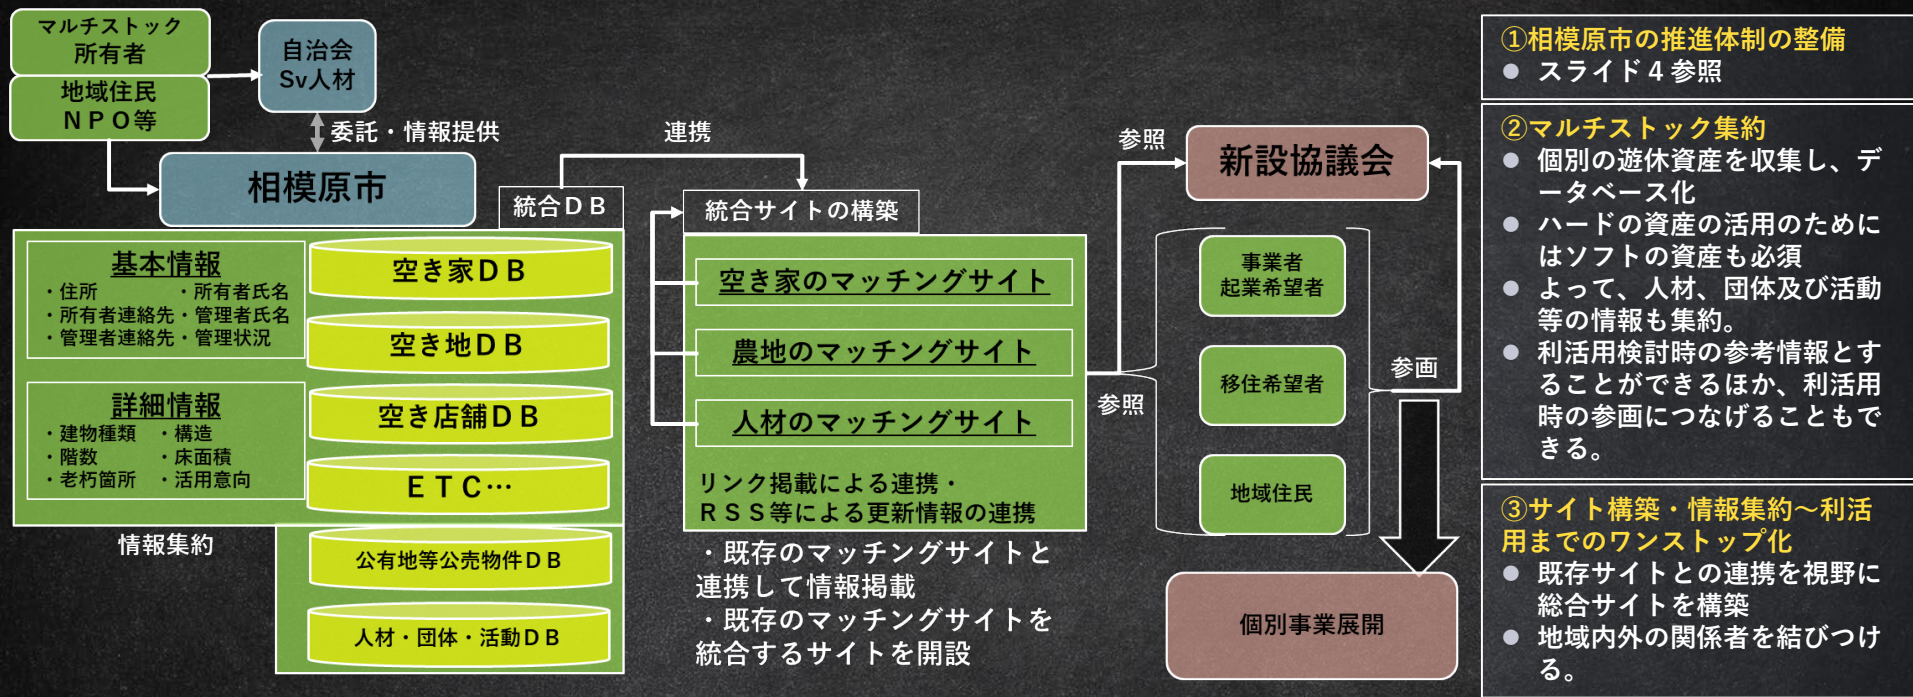 マルチストック
所有者
地域住民
ＮＰＯ等
自治会
Sv人材
委託・情報提供
相模原市
統合ＤＢ
連携
基本情報
・住所　　　・所有者氏名
・所有者連絡先・管理者氏名
・管理者連絡先・管理状況
詳細情報
・建物種類　・構造
・階数　　　・床面積
・老朽箇所　・活用意向
空き家ＤＢ
空き地ＤＢ
空き店舗ＤＢ
ＥＴＣ…
情報集約
公有地等公売物件ＤＢ
人材・団体・活動ＤＢ
統合サイトの構築
空き家のマッチングサイト
農地のマッチングサイト
人材のマッチングサイト
リンク掲載による連携・
ＲＳＳ等による更新情報の連携
・既存のマッチングサイトと
連携して情報掲載
・既存のマッチングサイトを
統合するサイトを開設
参照
参照
新設協議会
事業者
起業希望者
移住希望者
地域住民
参画
個別事業展開
①相模原市の推進体制の整備
● スライド４参照
②マルチストック集約
● 個別の遊休資産を収集し、デ
ータベース化
● ハードの資産の活用のために
はソフトの資産も必須
● よって、人材、団体及び活動
等の情報も集約。
● 利活用検討時の参考情報とす
ることができるほか、利活用
時の参画につなげることもで
きる。
③サイト構築・情報集約～利活
用までのワンストップ化
● 既存サイトとの連携を視野に
総合サイトを構築
● 地域内外の関係者を結びつけ
る。